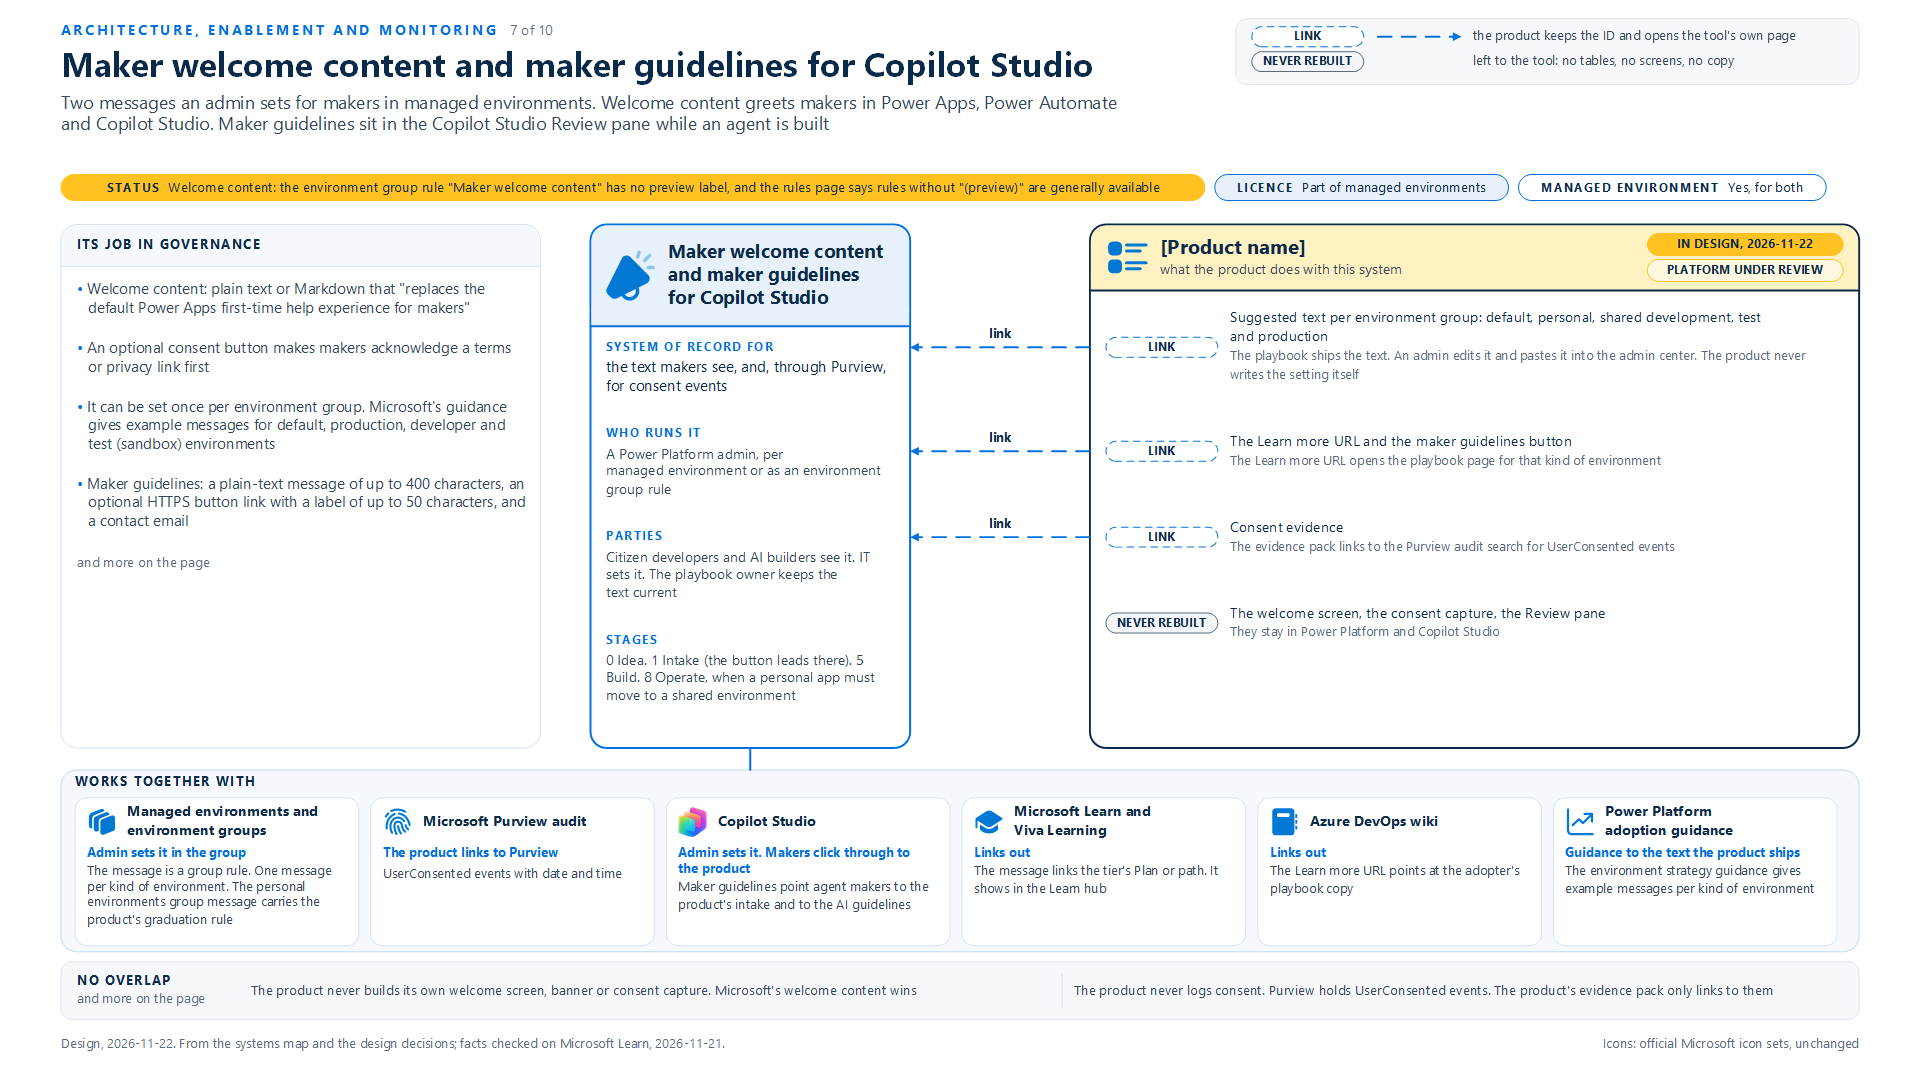 ARCHITECTURE, ENABLEMENT AND MONITORING 7 of 10
Maker welcome content and maker guidelines for Copilot Studio
Two messages an admin sets for makers in managed environments. Welcome content greets makers in Power Apps, Power Automate
and Copilot Studio. Maker guidelines sit in the Copilot Studio Review pane while an agent is built
LINK the product keeps the ID and opens the tool's own page
NEVER REBUILT left to the tool: no tables, no screens, no copy
STATUS Welcome content: the environment group rule "Maker welcome content" has no preview label, and the rules page says rules without "(preview)" are generally available
LICENCE Part of managed environments
MANAGED ENVIRONMENT Yes, for both
ITS JOB IN GOVERNANCE
• Welcome content: plain text or Markdown that "replaces the
default Power Apps first-time help experience for makers"
• An optional consent button makes makers acknowledge a terms
or privacy link first
• It can be set once per environment group. Microsoft's guidance
gives example messages for default, production, developer and
test (sandbox) environments
• Maker guidelines: a plain-text message of up to 400 characters, an
optional HTTPS button link with a label of up to 50 characters, and
a contact email
and more on the page
Maker welcome content
and maker guidelines
for Copilot Studio
SYSTEM OF RECORD FOR
the text makers see, and, through Purview,
for consent events
WHO RUNS IT
A Power Platform admin, per
managed environment or as an environment
group rule
PARTIES
Citizen developers and AI builders see it. IT
sets it. The playbook owner keeps the
text current
STAGES
0 Idea. 1 Intake (the button leads there). 5
Build. 8 Operate, when a personal app must
move to a shared environment
link
link
link
[Product name]
what the product does with this system
IN DESIGN, 2026-11-22
PLATFORM UNDER REVIEW
LINK
Suggested text per environment group: default, personal, shared development, test
and production
The playbook ships the text. An admin edits it and pastes it into the admin center. The product never
writes the setting itself
LINK
The Learn more URL and the maker guidelines button
The Learn more URL opens the playbook page for that kind of environment
LINK
Consent evidence
The evidence pack links to the Purview audit search for UserConsented events
NEVER REBUILT
The welcome screen, the consent capture, the Review pane
They stay in Power Platform and Copilot Studio
WORKS TOGETHER WITH
Managed environments and
environment groups
Admin sets it in the group
The message is a group rule. One message
per kind of environment. The personal
environments group message carries the
product's graduation rule
Microsoft Purview audit
The product links to Purview
UserConsented events with date and time
Copilot Studio
Admin sets it. Makers click through to
the product
Maker guidelines point agent makers to the
product's intake and to the AI guidelines
Microsoft Learn and
Viva Learning
Links out
The message links the tier's Plan or path. It
shows in the Learn hub
Azure DevOps wiki
Links out
The Learn more URL points at the adopter's
playbook copy
Power Platform
adoption guidance
Guidance to the text the product ships
The environment strategy guidance gives
example messages per kind of environment
NO OVERLAP
and more on the page
The product never builds its own welcome screen, banner or consent capture. Microsoft's welcome content wins
The product never logs consent. Purview holds UserConsented events. The product's evidence pack only links to them
Design, 2026-11-22. From the systems map and the design decisions; facts checked on Microsoft Learn, 2026-11-21.
Icons: official Microsoft icon sets, unchanged